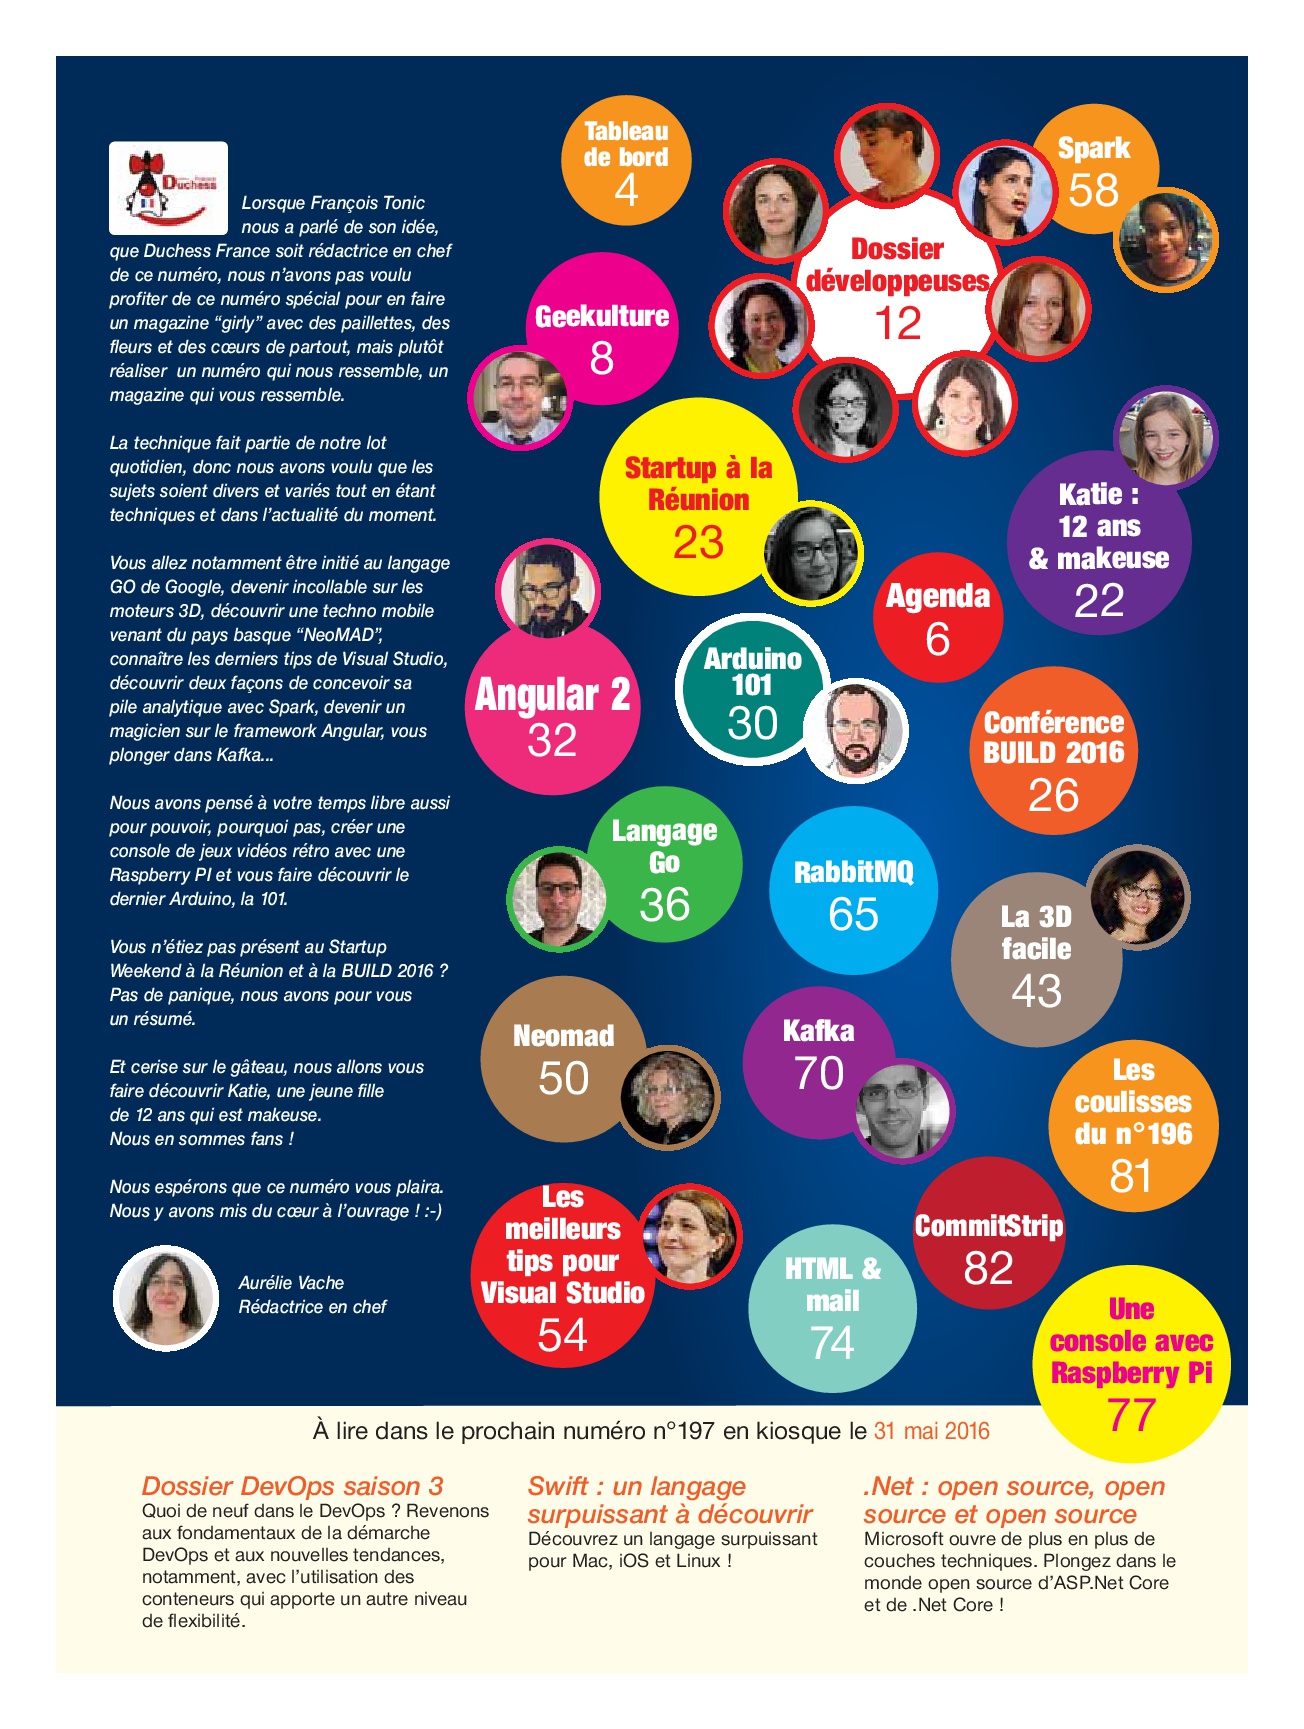 Duchess
Lorsque François Tonic
nous a parlé de son idée,
que Duchess France soit rédactrice en chef
de ce numéro, nous n’avons pas voulu
profiter de ce numéro spécial pour en faire
un magazine “girly” avec des paillettes, des
fleurs et des cœurs de partout, mais plutôt
réaliser un numéro qui nous ressemble, un
magazine qui vous ressemble.
La technique fait partie de notre lot
quotidien, donc nous avons voulu que les
sujets soient divers et variés tout en étant
techniques et dans l’actualité du moment.
Vous allez notamment être initié au langage
GO de Google, devenir incollable sur les
moteurs 3D, découvrir une techno mobile
venant du pays basque “NeoMAD”,
connaître les derniers tips de Visual Studio,
découvrir deux façons de concevoir sa
pile analytique avec Spark, devenir un
magicien sur le framework Angular, vous
plonger dans Kafka...
Nous avons pensé à votre temps libre aussi
pour pouvoir, pourquoi pas, créer une
console de jeux vidéos rétro avec une
Raspberry PI et vous faire découvrir le
dernier Arduino, la 101.
Vous n’étiez pas présent au Startup
Weekend à la Réunion et à la BUILD 2016 ?
Pas de panique, nous avons pour vous
un résumé.
Et cerise sur le gâteau, nous allons vous
faire découvrir Katie, une jeune fille
de 12 ans qui est makeuse.
Nous en sommes fans !
Nous espérons que ce numéro vous plaira.
Nous y avons mis du cœur à l’ouvrage ! :-)
Aurélie Vache
Rédactrice en chef
Tableau
de bord
4
Dossier
développeuses
12
Spark
58
Geekulture
8
Startup à la
Réunion
23
Katie :
12 ans
& makeuse
22
Agenda
6
Angular 2
32
Arduino
101
30
Conférence
BUILD 2016
26
Langage
Go
36
RabbitMQ
65
La 3D
facile
43
Neomad
50
Kafka
70
Les
coulisses
du n°196
81
Les
meilleurs
tips pour
Visual Studio
54
HTML &
mail
74
CommitStrip
82
Une
console avec
Raspberry Pi
77
À lire dans le prochain numéro n°197 en kiosque le 31 mai 2016
Dossier DevOps saison 3
Quoi de neuf dans le DevOps ? Revenons
aux fondamentaux de la démarche
DevOps et aux nouvelles tendances,
notamment, avec l’utilisation des
conteneurs qui apporte un autre niveau
de flexibilité.
Swift : un langage
surpuissant à découvrir
Découvrez un langage surpuissant
pour Mac, iOS et Linux !
.Net : open source, open
source et open source
Microsoft ouvre de plus en plus de
couches techniques. Plongez dans le
monde open source d’ASP.Net Core
et de .Net Core !